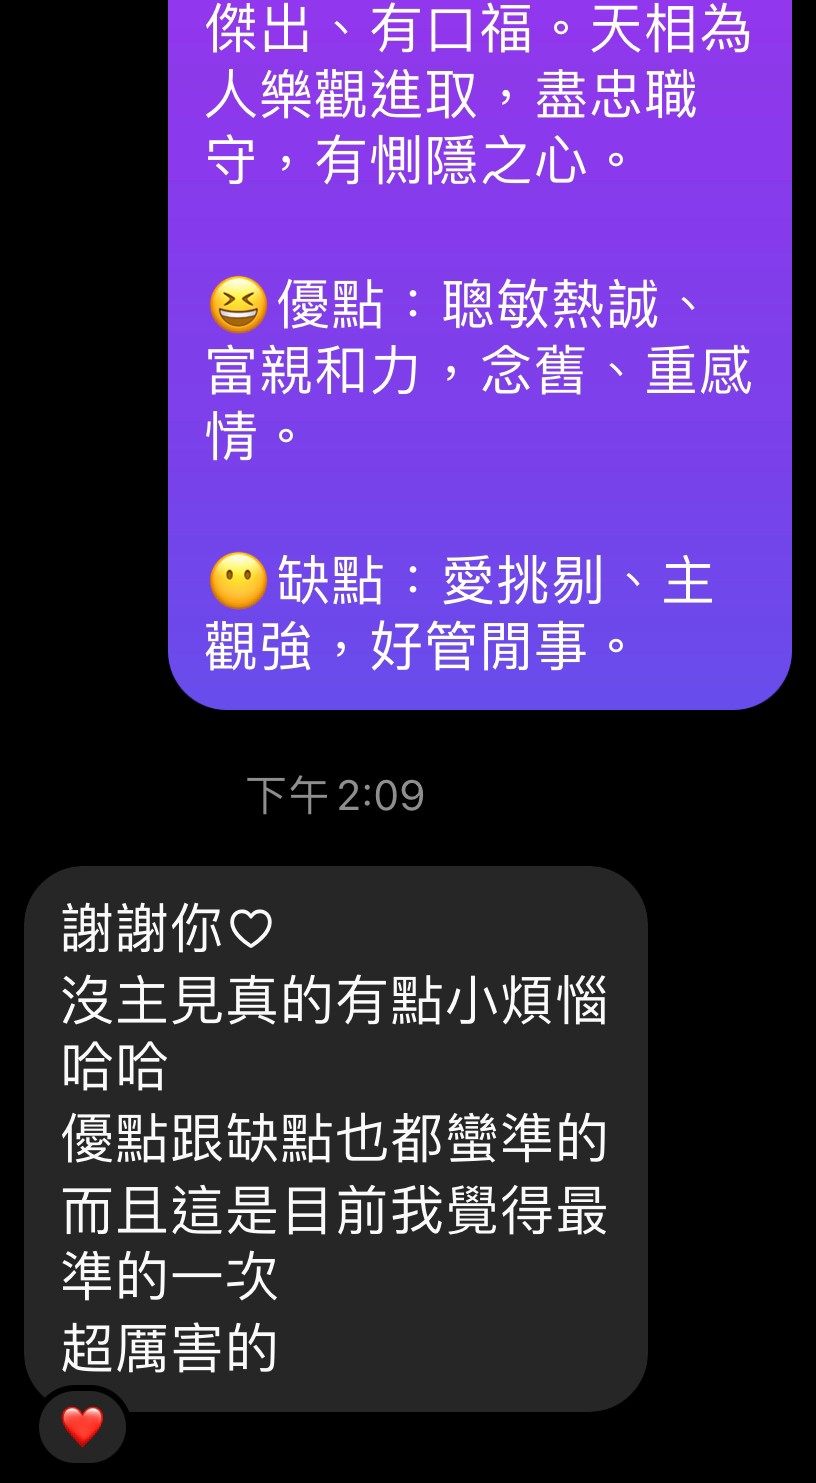 傑出、有口福。天相為
人樂觀進取，盡忠職
守，有惻隱之心。
😆優點：聰敏熱誠、
富親和力，念舊、重感
情。
😶缺點：愛挑剔、主
觀強，好管閒事。
下午2:09
謝謝你♡
沒主見真的有點小煩惱
哈哈
優點跟缺點也都蠻準的
而且這是目前我覺得最
準的一次
超厲害的
❤️